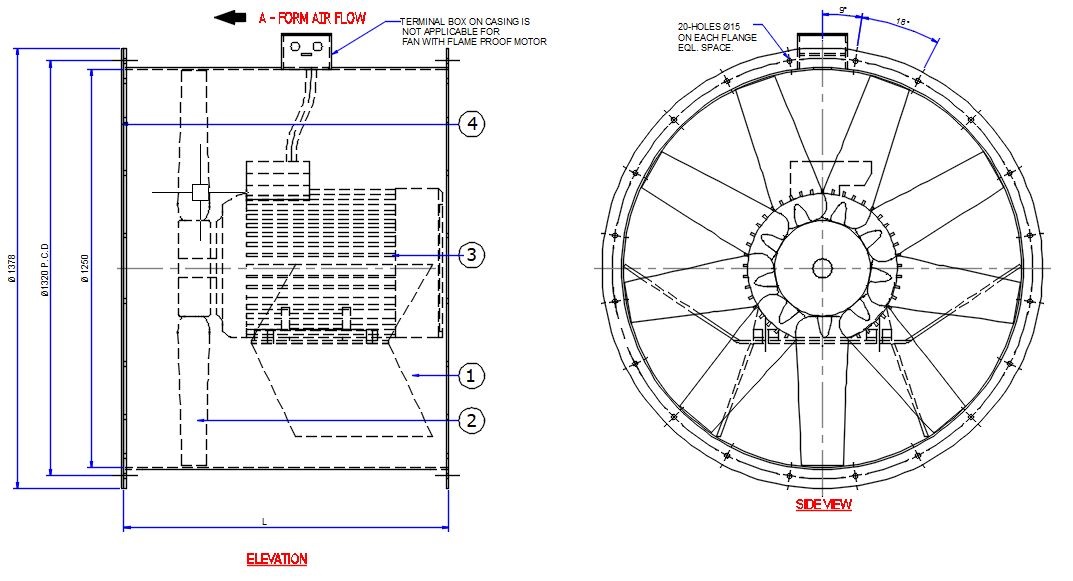 A - FORM AIR FLOW
TERMINAL BOX ON CASING IS
NOT APPLICABLE FOR
FAN WITH FLAME PROOF MOTOR
4
3
1
2
Ø 1378
Ø1320 P.C.D
Ø 1250
L
ELEVATION
9°
18°
20-HOLES Ø15
ON EACH FLANGE
EQL. SPACE.
SIDE VIEW